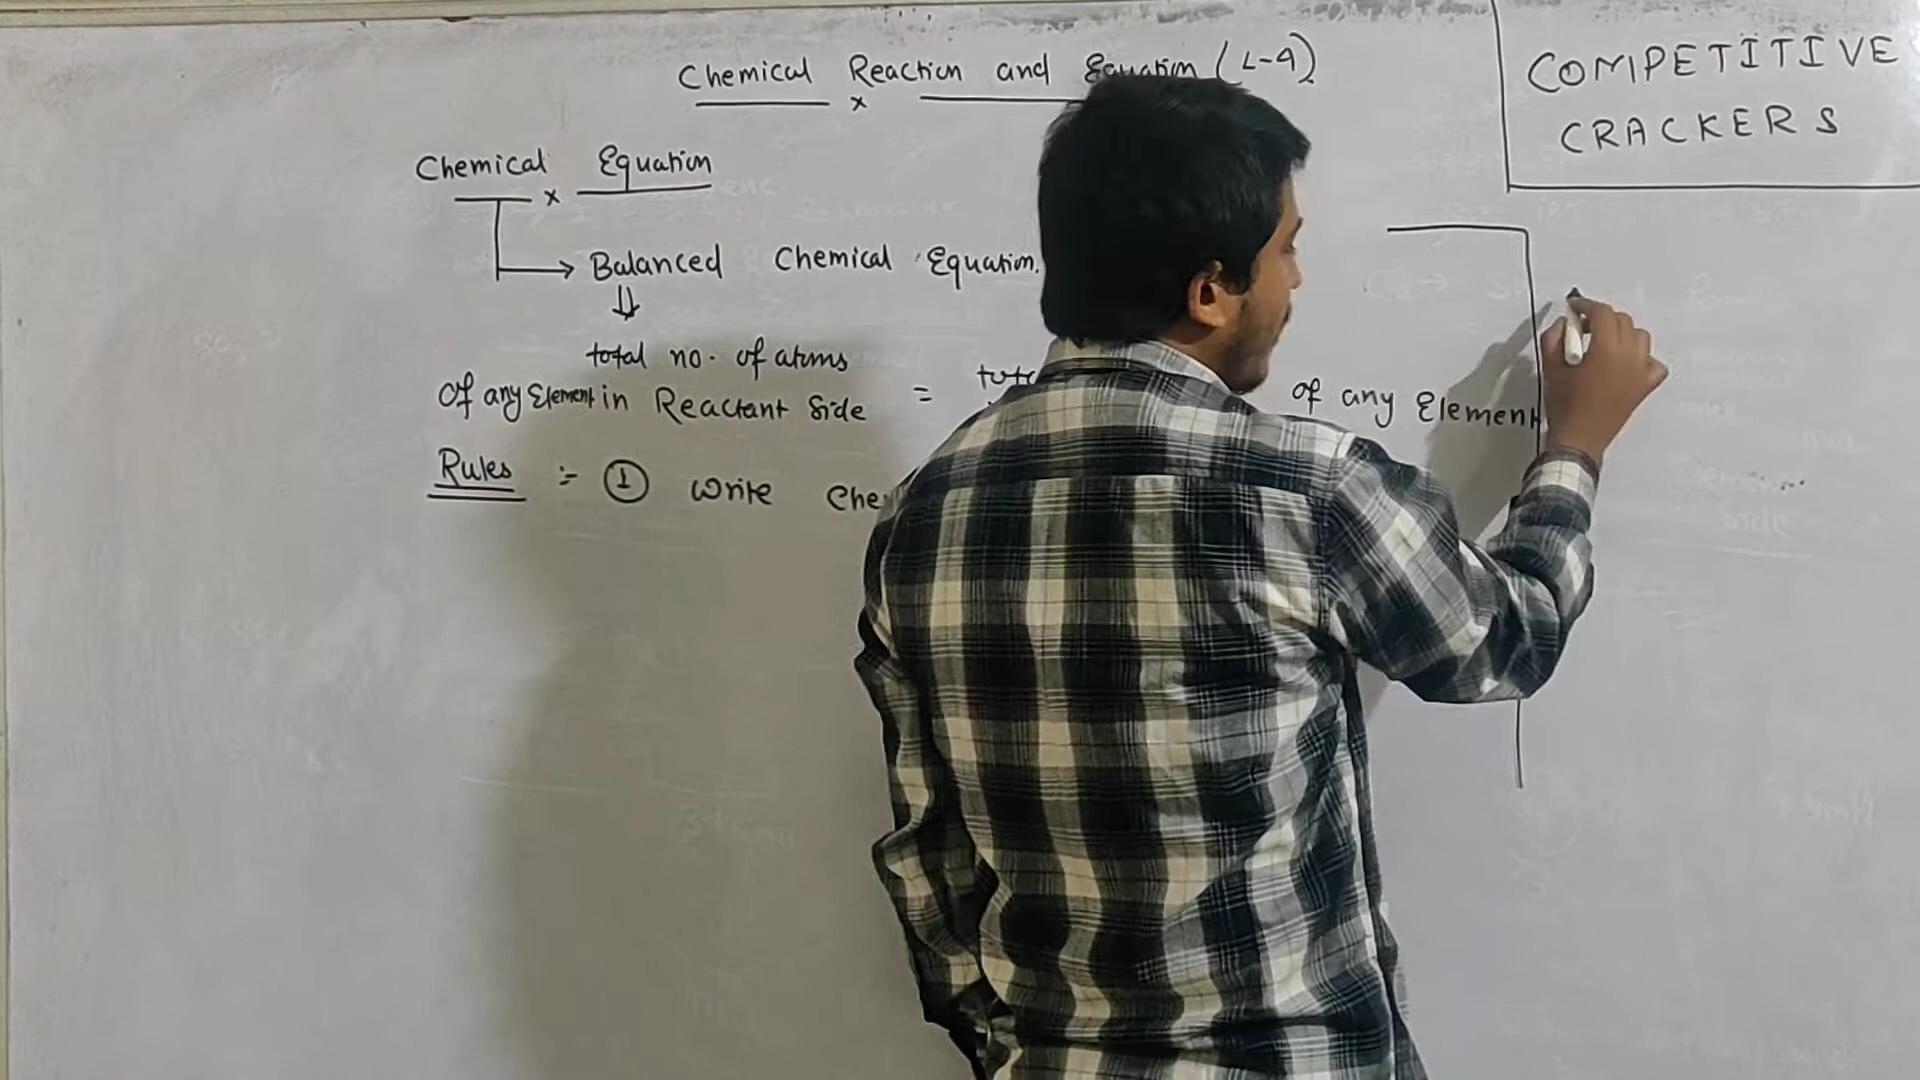 Chemical Reaction and Equation (L-4)
COMPETITIVE
CRACKERS
Chemical Equation
Balanced Chemical Equation.
total no. of atoms
of any Element in Reactant Side = of any Element
Rules :- ① Write